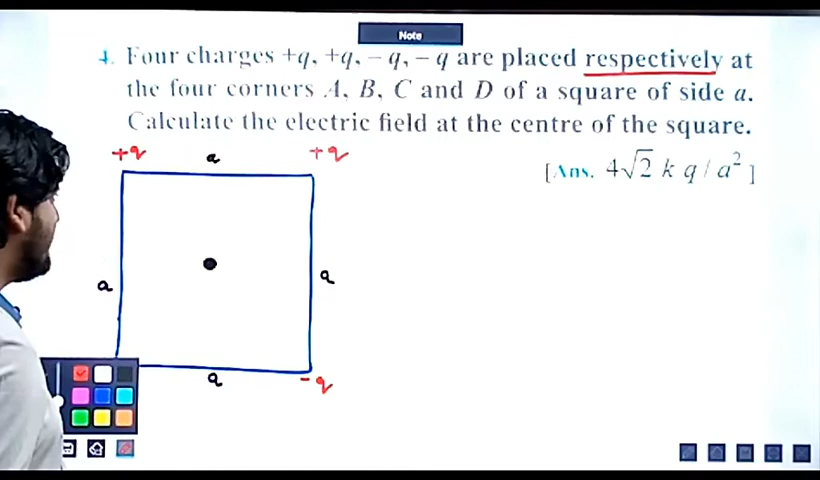 Note
4. Four charges +q, +q, – q, – q are placed respectively at
the four corners A, B, C and D of a square of side a.
Calculate the electric field at the centre of the square.
[Ans. 4√2 k q / a² ]
+q a +q
a a
a -q